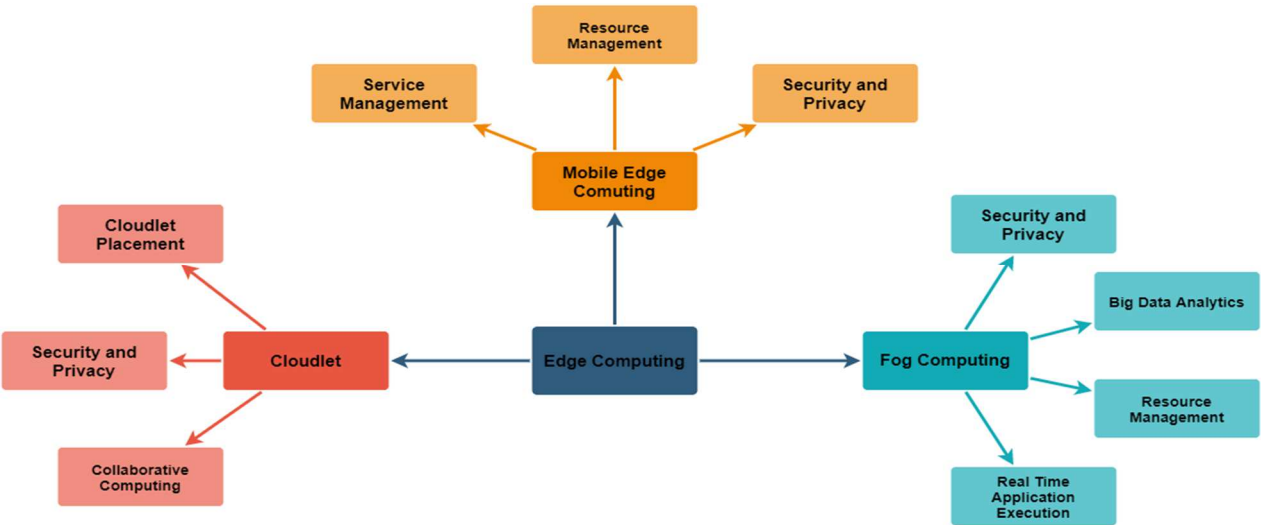 Resource
Management
Service
Management
Security and
Privacy
Mobile Edge
Comuting
Cloudlet
Placement
Security and
Privacy
Cloudlet
Collaborative
Computing
Edge Computing
Fog Computing
Security and
Privacy
Big Data Analytics
Resource
Management
Real Time
Application
Execution